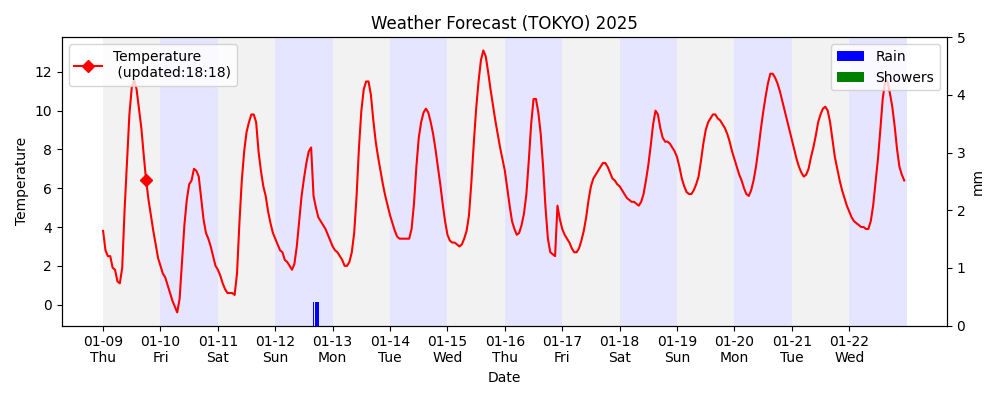 Weather Forecast (TOKYO) 2025
Temperature
(updated:18:18)
Rain
Showers
Temperature
12
10
8
6
4
2
0
5
4
3
2
1
0
mm
01-09 01-10 01-11 01-12 01-13 01-14 01-15 01-16 01-17 01-18 01-19 01-20 01-21 01-22
Thu Fri Sat Sun Mon Tue Wed Thu Fri Sat Sun Mon Tue Wed
Date